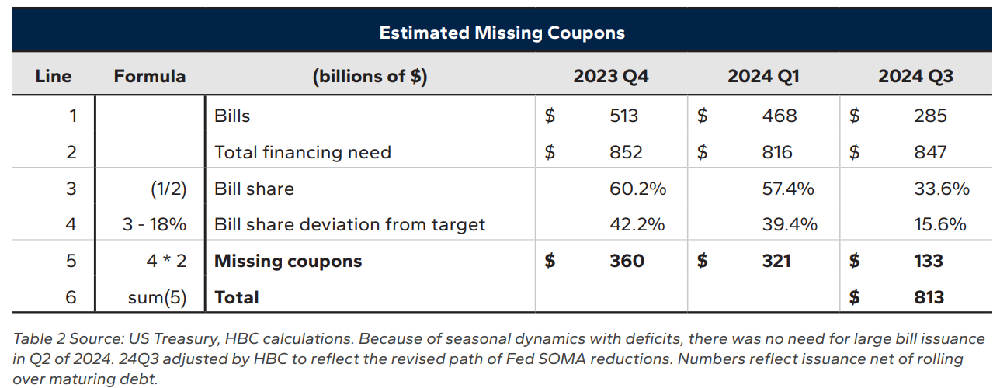 Estimated Missing Coupons
Line Formula (billions of $) 2023 Q4 2024 Q1 2024 Q3
1 Bills $ 513 $ 468 $ 285
2 Total financing need $ 852 $ 816 $ 847
3 (1/2) Bill share 60.2% 57.4% 33.6%
4 3 - 18% Bill share deviation from target 42.2% 39.4% 15.6%
5 4 * 2 Missing coupons $ 360 $ 321 $ 133
6 sum(5) Total $ 813
Table 2 Source: US Treasury, HBC calculations. Because of seasonal dynamics with deficits, there was no need for large bill issuance
in Q2 of 2024. 24Q3 adjusted by HBC to reflect the revised path of Fed SOMA reductions. Numbers reflect issuance net of rolling
over maturing debt.